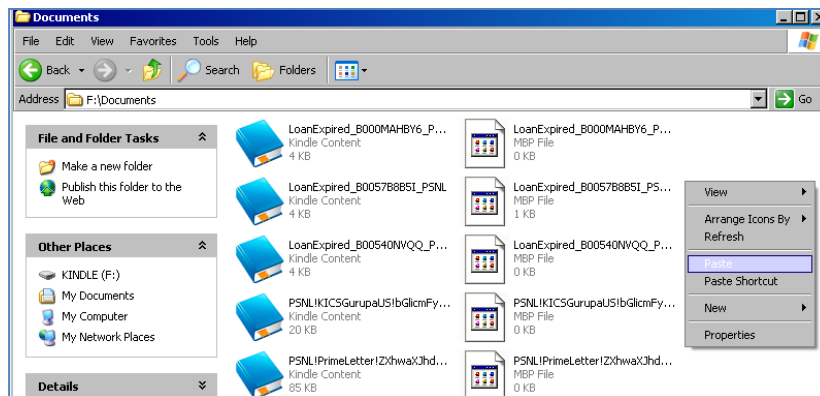 Documents
File Edit View Favorites Tools Help
Back Search Folders
Address F:\Documents Go
File and Folder Tasks
Make a new folder
Publish this folder to the
Web
Other Places
KINDLE (F:)
My Documents
My Computer
My Network Places
Details
LoanExpired_B000MAHBY6_P...
Kindle Content
4 KB
LoanExpired_B000MAHBY6_P...
MBP File
0 KB
LoanExpired_B0057B8B5I_PSNL
Kindle Content
4 KB
LoanExpired_B0057B8B5I_PS...
MBP File
1 KB
LoanExpired_B00540NVQQ_P...
Kindle Content
4 KB
LoanExpired_B00540NVQQ_P...
MBP File
0 KB
PSNL!KICSGurupaUS!bGlicmFy...
Kindle Content
20 KB
PSNL!KICSGurupaUS!bGlicmFy...
MBP File
0 KB
PSNL!PrimeLetter!ZXhwaXJhd...
Kindle Content
85 KB
PSNL!PrimeLetter!ZXhwaXJhd...
MBP File
0 KB
View
Arrange Icons By
Refresh
Paste
Paste Shortcut
New
Properties